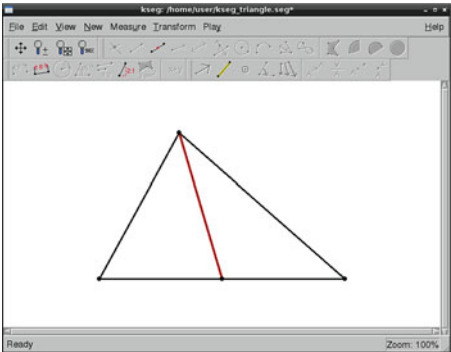 kseg: /home/user/kseg_triangle.seg*
File Edit View New Measure Transform Play Help
Ready Zoom: 100%